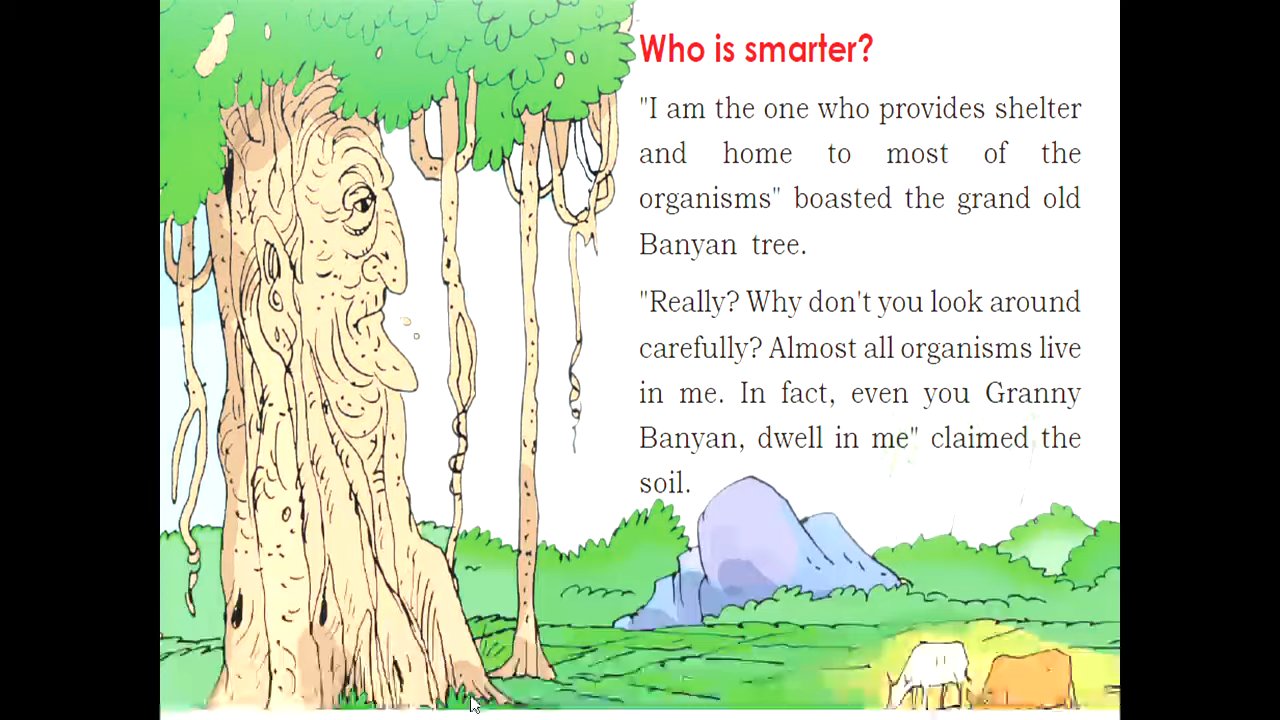 Who is smarter?
"I am the one who provides shelter
and home to most of the
organisms" boasted the grand old
Banyan tree.
"Really? Why don't you look around
carefully? Almost all organisms live
in me. In fact, even you Granny
Banyan, dwell in me" claimed the
soil.